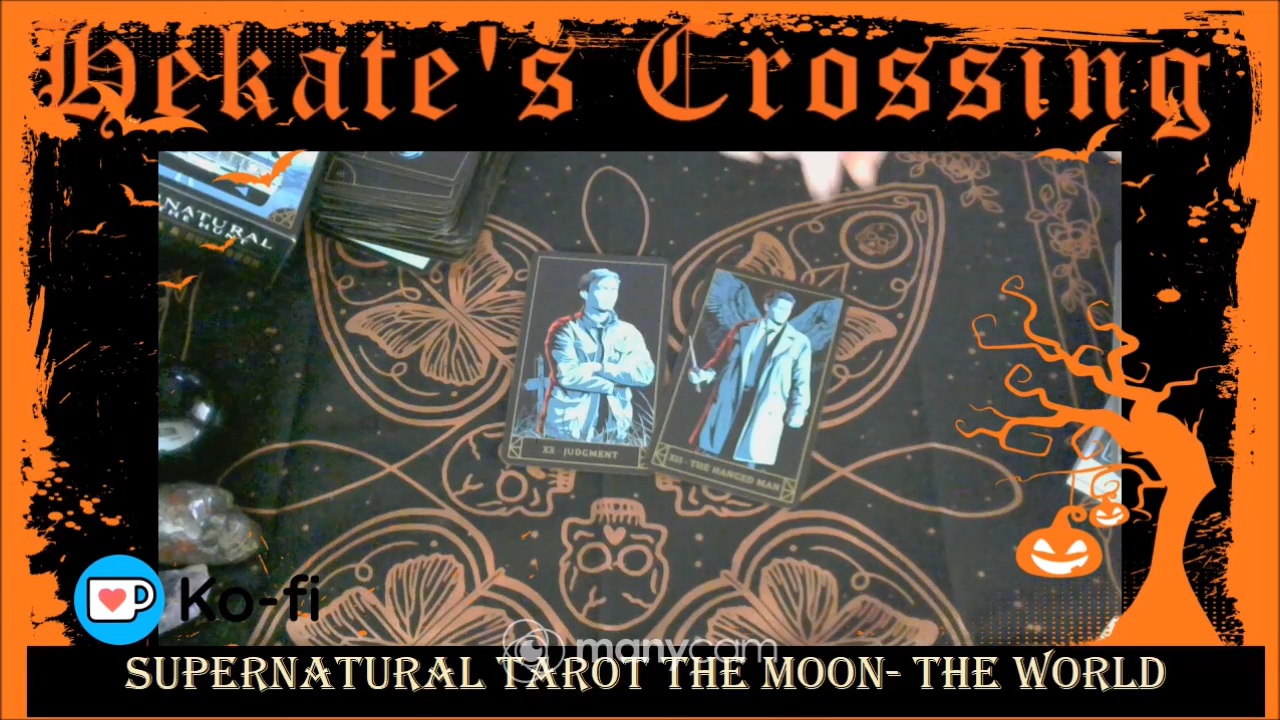 Hekate's Crossing
NATURAL
XX JUDGMENT
XII - THE HANGED MAN
Ko-fi
manycam
SUPERNATURAL TAROT THE MOON- THE WORLD